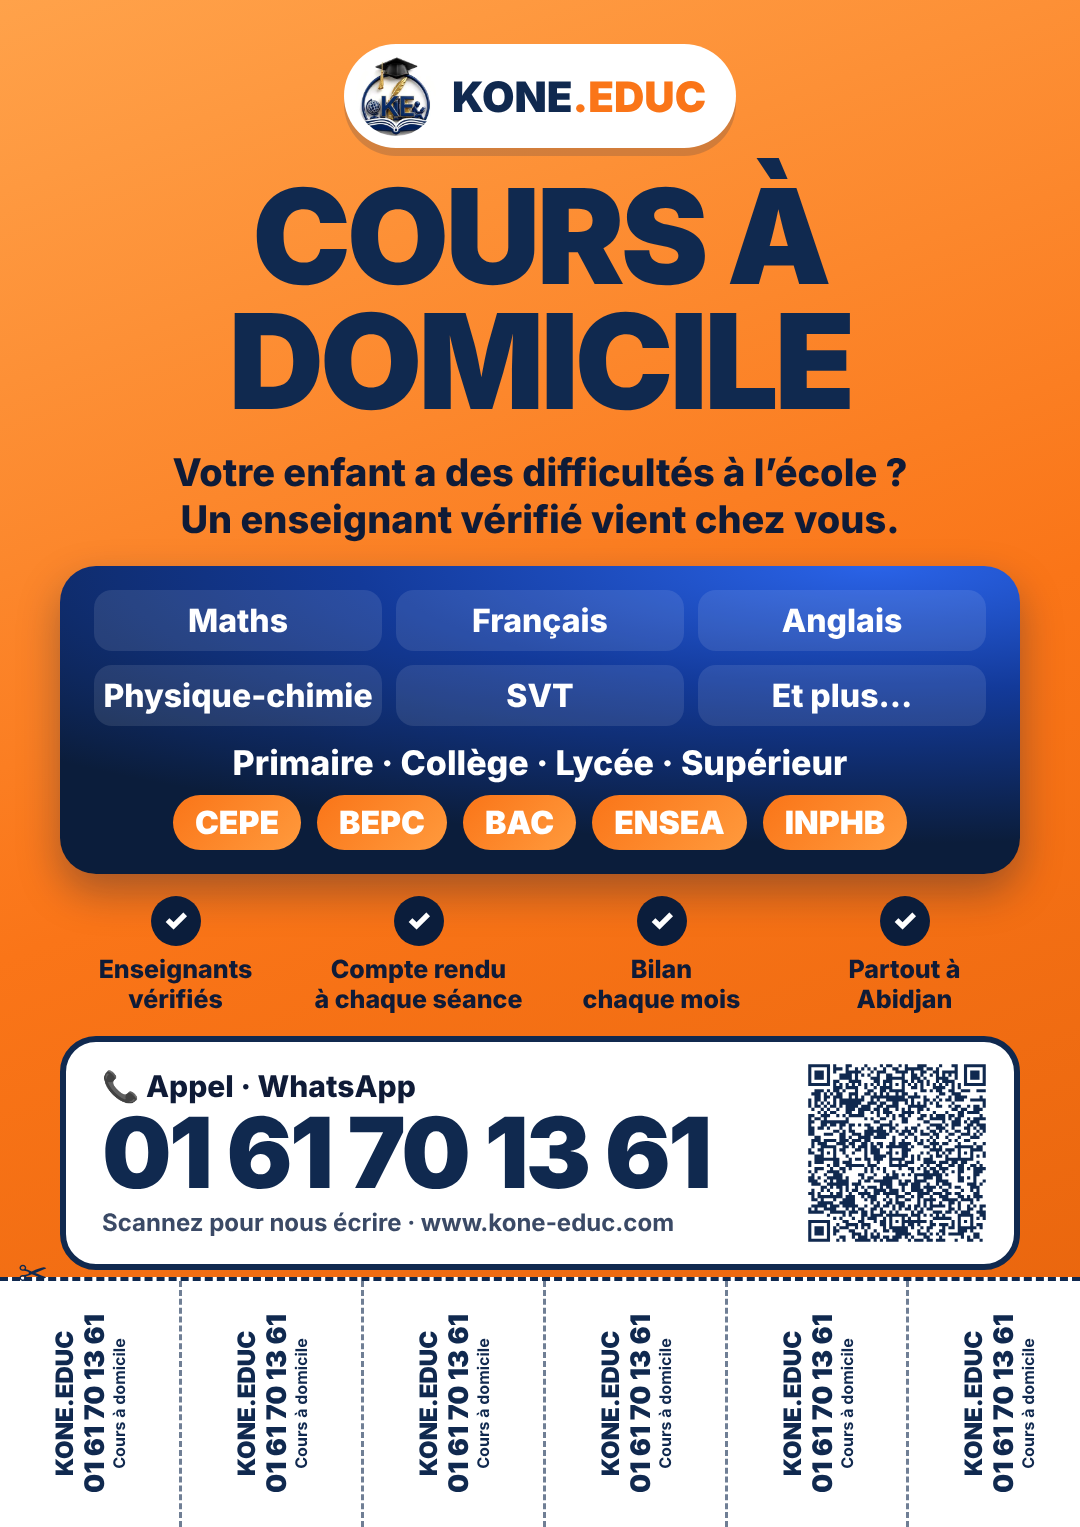 KE
KONE.EDUC
COURS À
DOMICILE
Votre enfant a des difficultés à l’école ?
Un enseignant vérifié vient chez vous.
Maths
Français
Anglais
Physique-chimie
SVT
Et plus…
Primaire · Collège · Lycée · Supérieur
CEPE
BEPC
BAC
ENSEA
INPHB
Enseignants
vérifiés
Compte rendu
à chaque séance
Bilan
chaque mois
Partout à
Abidjan
Appel · WhatsApp
01 61 70 13 61
Scannez pour nous écrire · www.kone-educ.com
KONE.EDUC
01 61 70 13 61
Cours à domicile
KONE.EDUC
01 61 70 13 61
Cours à domicile
KONE.EDUC
01 61 70 13 61
Cours à domicile
KONE.EDUC
01 61 70 13 61
Cours à domicile
KONE.EDUC
01 61 70 13 61
Cours à domicile
KONE.EDUC
01 61 70 13 61
Cours à domicile